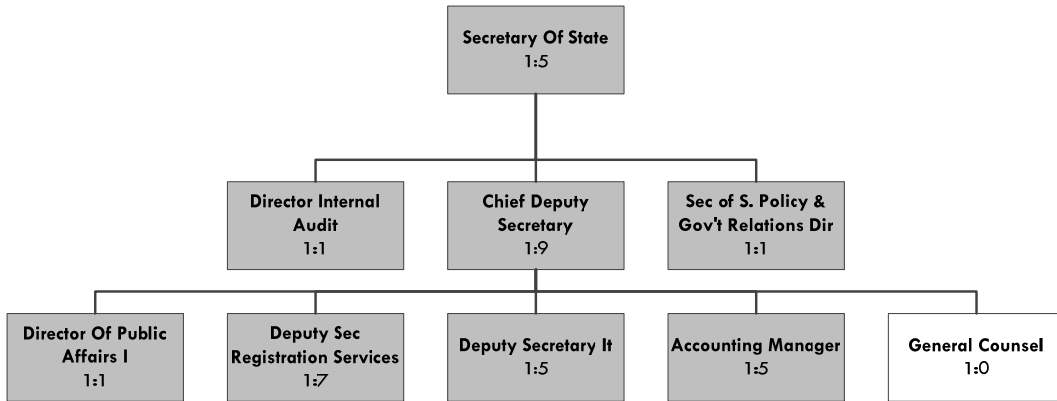 Secretary Of State
1:5
Director Internal
Audit
1:1
Chief Deputy
Secretary
1:9
Sec of S. Policy &
Gov't Relations Dir
1:1
Director Of Public
Affairs I
1:1
Deputy Sec
Registration Services
1:7
Deputy Secretary It
1:5
Accounting Manager
1:5
General Counsel
1:0